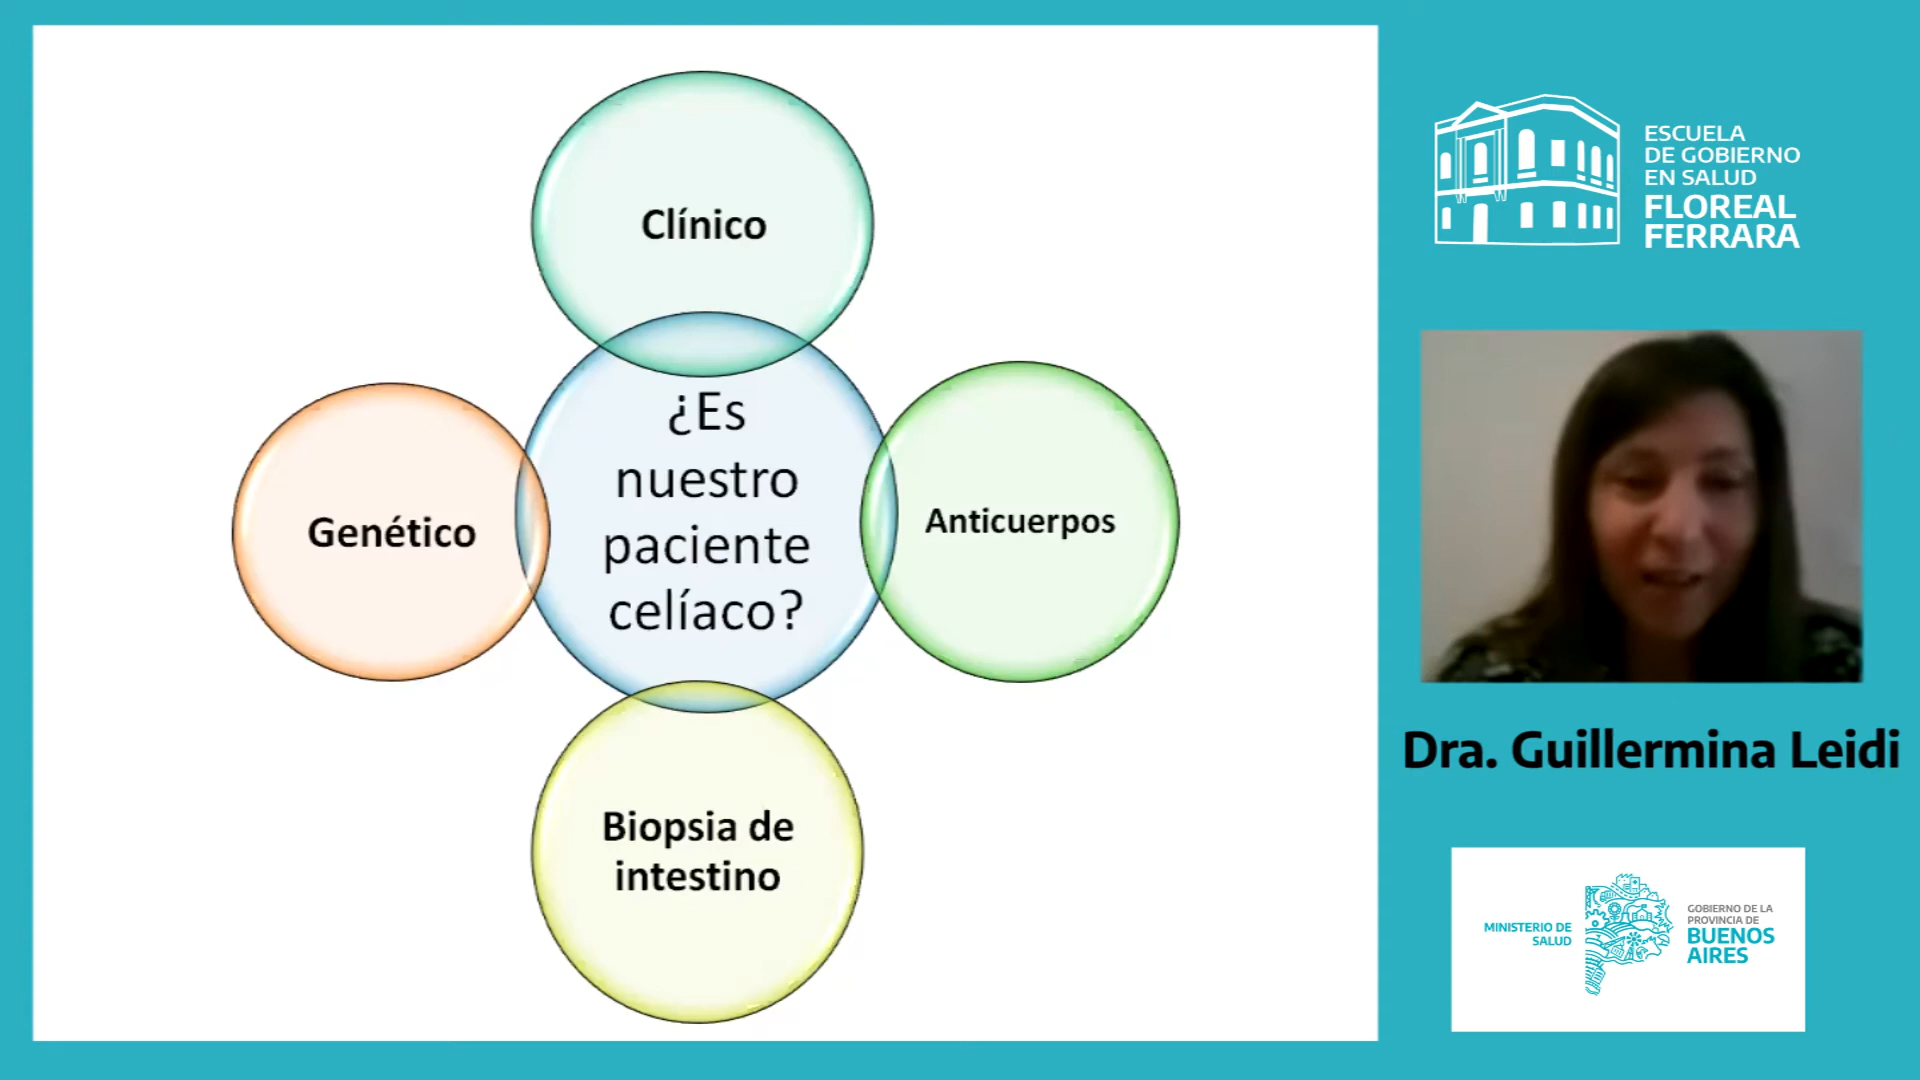 Clínico
¿Es
nuestro
paciente
celíaco?
Genético
Anticuerpos
Biopsia de
intestino
ESCUELA
DE GOBIERNO
EN SALUD
FLOREAL
FERRARA
Dra. Guillermina Leidi
MINISTERIO DE
SALUD
GOBIERNO DE LA
PROVINCIA DE
BUENOS
AIRES